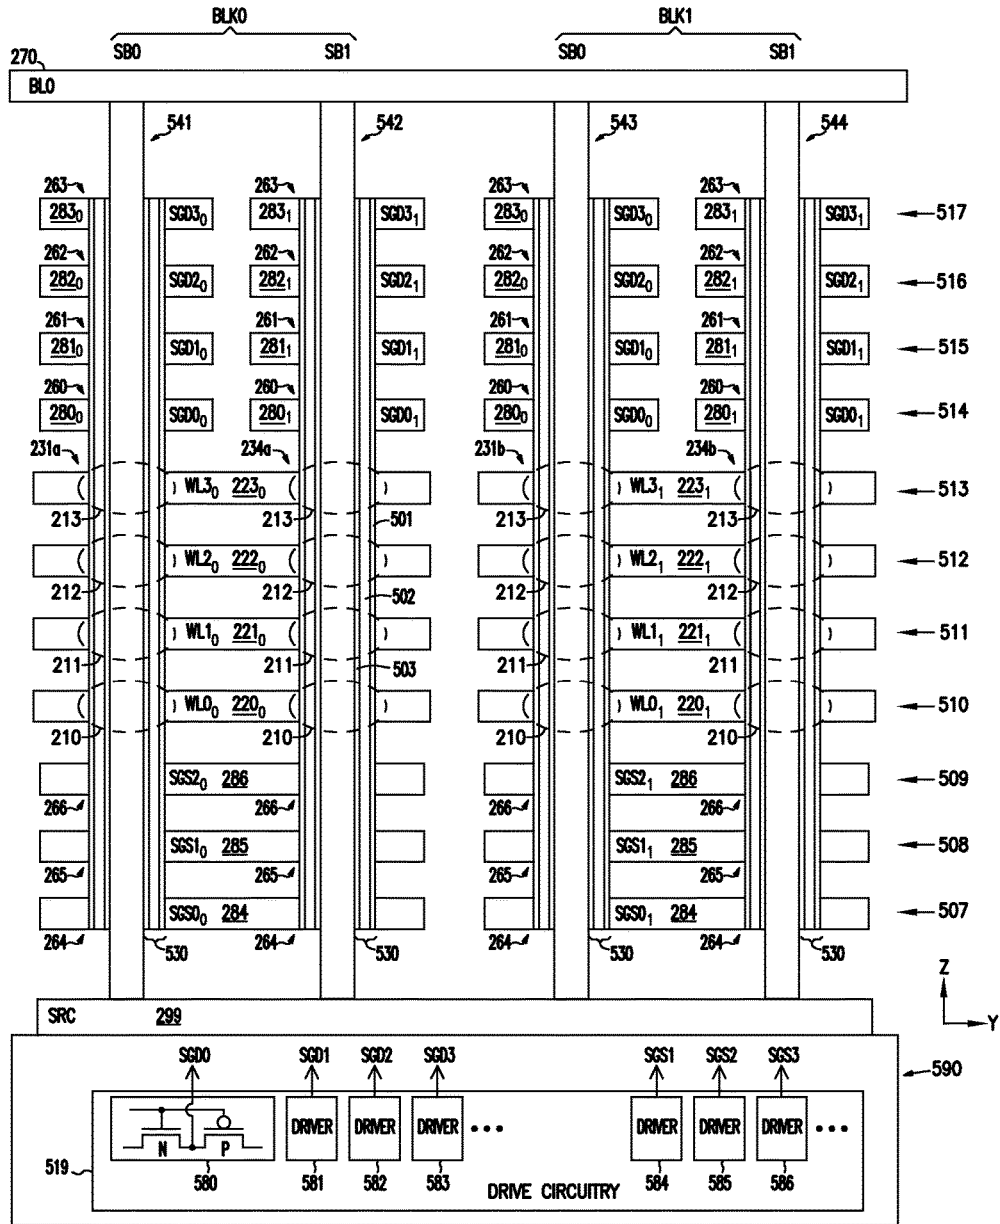 BLK0 BLK1
SB0 SB1 SB0 SB1
270
BL0
541 542 543 544
263 263 263 263
283₀ SGD3₀ 283₁ SGD3₁ 283₀ SGD3₀ 283₁ SGD3₁ 517
262 262 262 262
282₀ SGD2₀ 282₁ SGD2₁ 282₀ SGD2₀ 282₁ SGD2₁ 516
261 261 261 261
281₀ SGD1₀ 281₁ SGD1₁ 281₀ SGD1₀ 281₁ SGD1₁ 515
260 260 260 260
280₀ SGD0₀ 280₁ SGD0₁ 280₀ SGD0₀ 280₁ SGD0₁ 514
231a 234a 231b 234b
WL3₀ 223₀ WL3₁ 223₁ 513
213 213 501 213 213
WL2₀ 222₀ WL2₁ 222₁ 512
212 212 502 212 212
WL1₀ 221₀ WL1₁ 221₁ 511
211 211 503 211 211
WL0₀ 220₀ WL0₁ 220₁ 510
210 210 210 210
SGS2₀ 286 SGS2₁ 286 509
266 266 266 266
SGS1₀ 285 SGS1₁ 285 508
265 265 265 265
SGS0₀ 284 SGS0₁ 284 507
264 530 264 530 264 530 264 530
Z
Y
SRC 299
SGD0 SGD1 SGD2 SGD3 SGS1 SGS2 SGS3
590
N P DRIVER DRIVER DRIVER ••• DRIVER DRIVER DRIVER •••
519 580 581 582 583 584 585 586
DRIVE CIRCUITRY